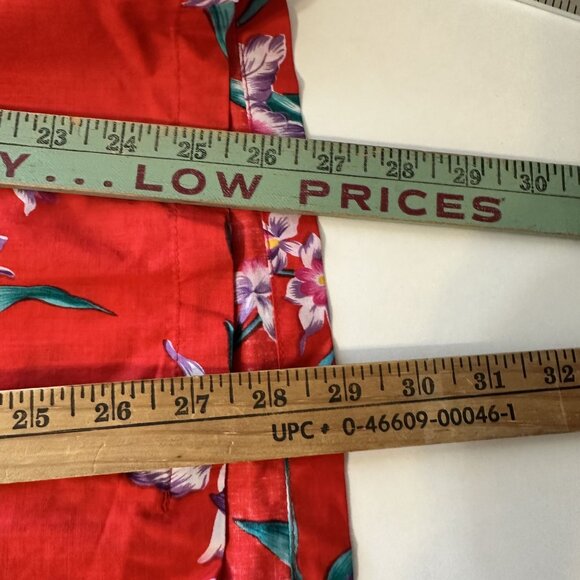 23 24 25 26 27 28 29 30
Y...LOW PRICES
25 26 27 28 29 30 31 32
UPC # 0-46609-00046-1